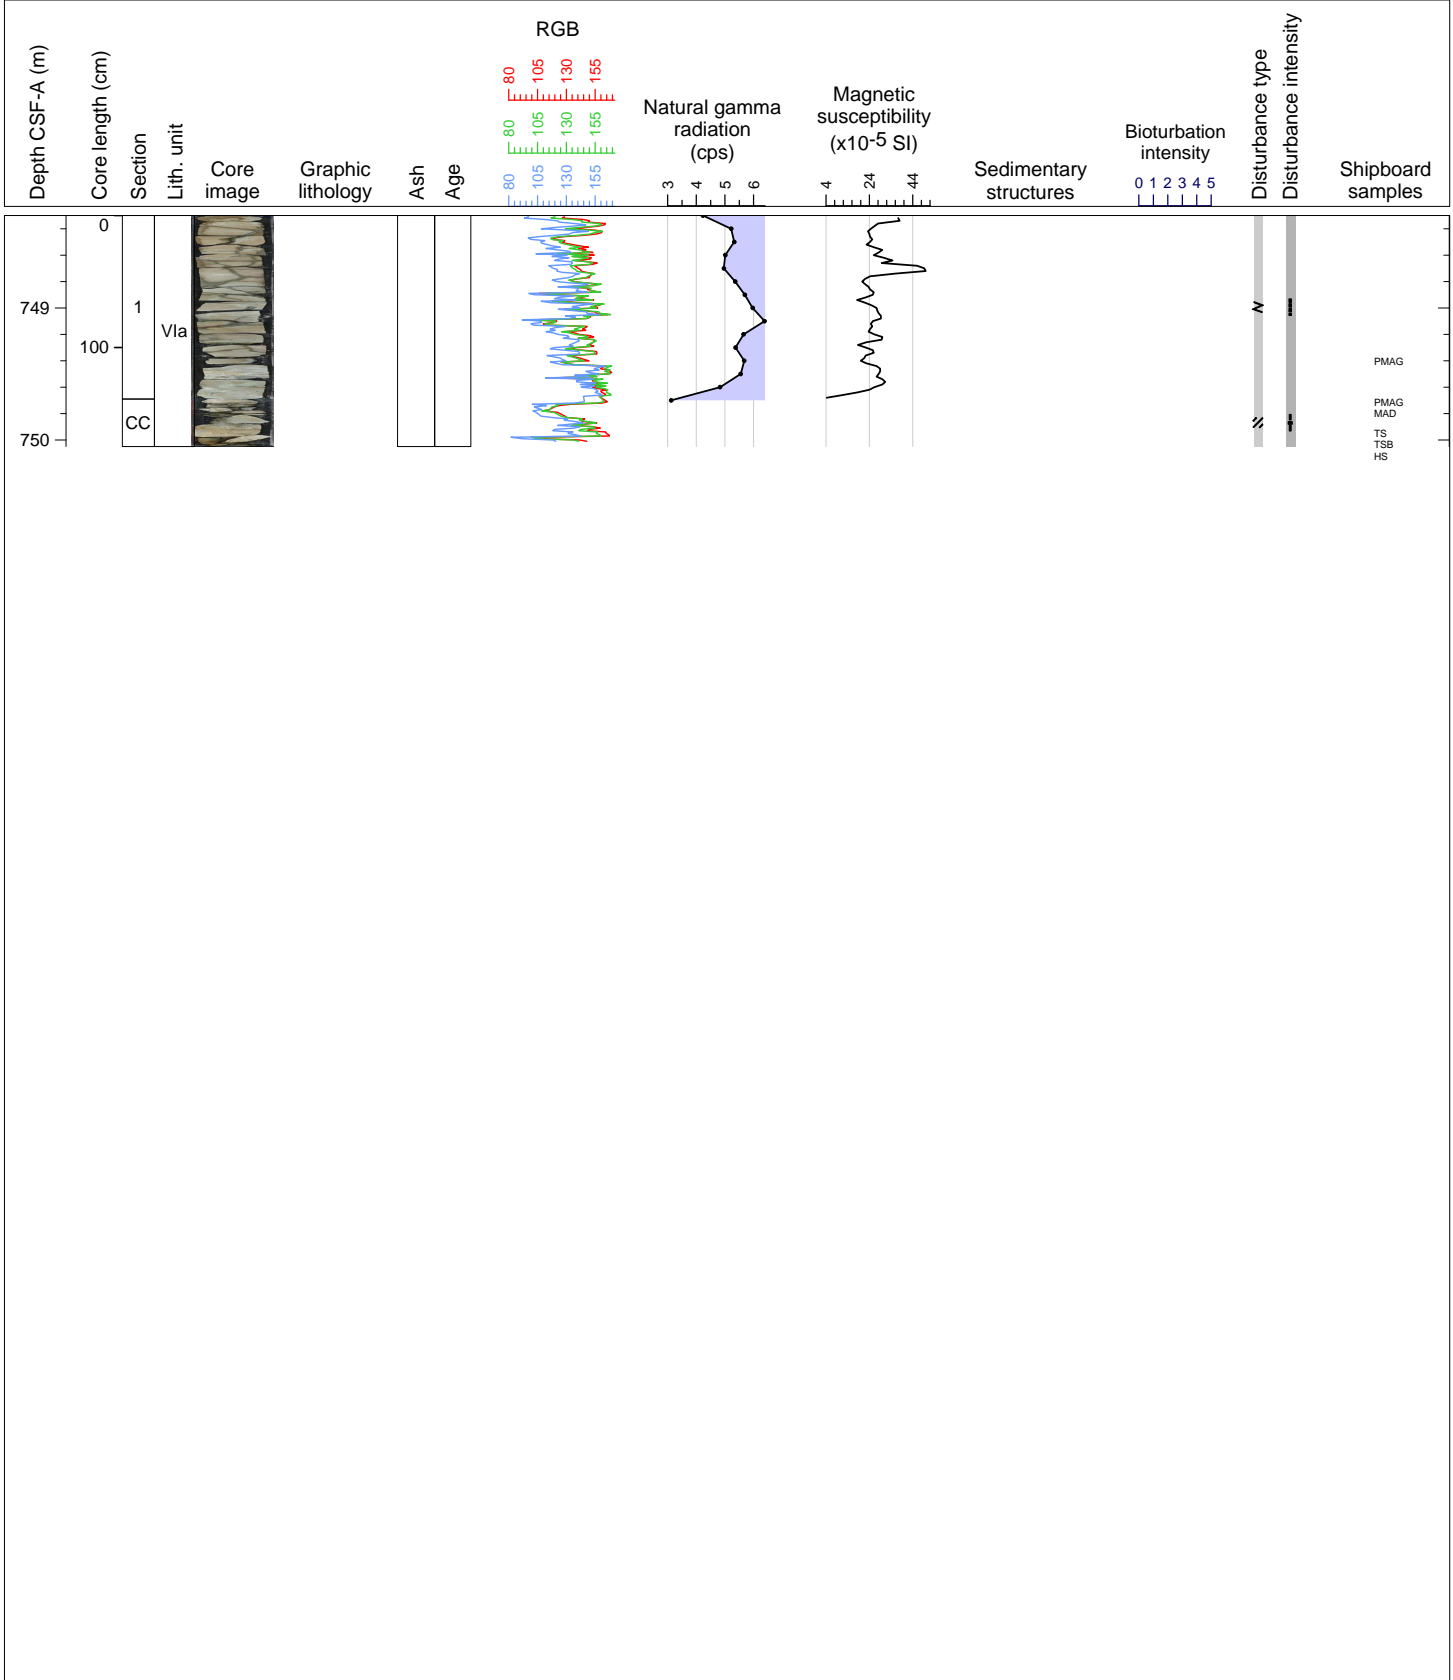 Depth CSF-A (m)
Core length (cm)
Section
Lith. unit
Core
image
Graphic
lithology
Ash
Age
RGB
80 105 130 155
80 105 130 155
80 105 130 155
Natural gamma
radiation
(cps)
3 4 5 6
Magnetic
susceptibility
(x10-5 SI)
4 24 44
Sedimentary
structures
Bioturbation
intensity
0 1 2 3 4 5
Disturbance type
Disturbance intensity
Shipboard
samples
0
749
1
VIa
100
PMAG
PMAG
MAD
CC
750
TS
TSB
HS